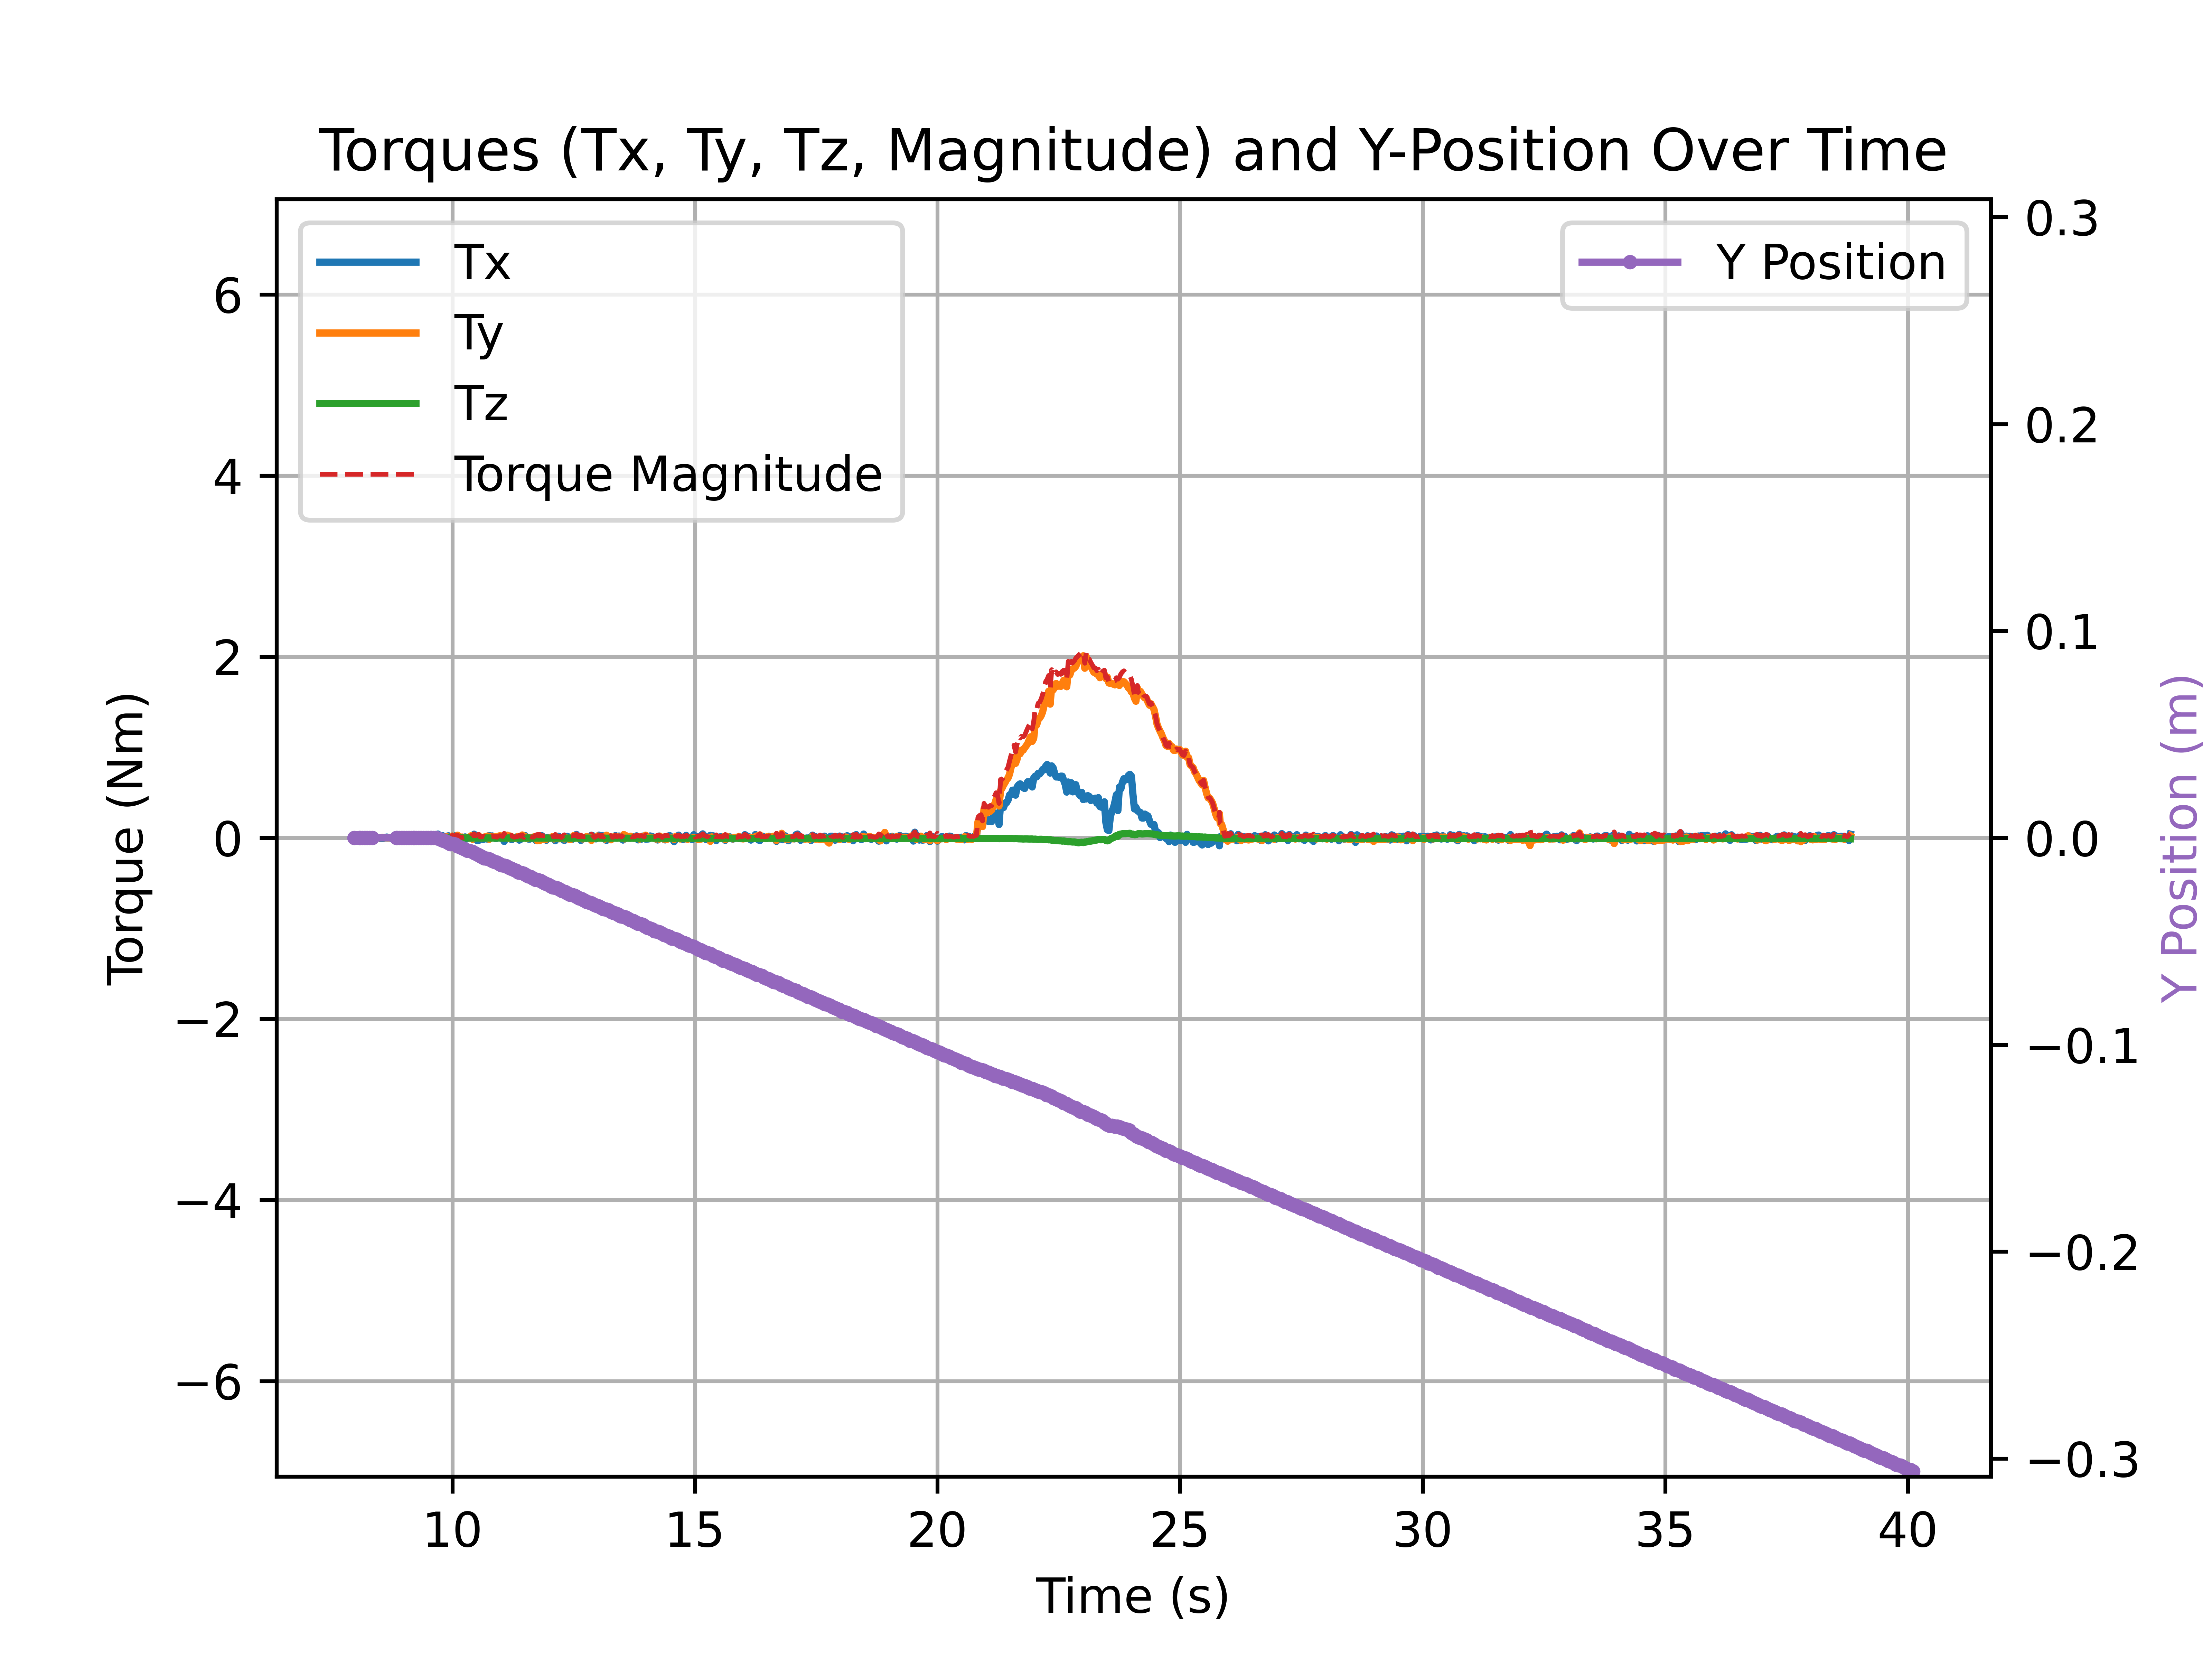 Torques (Tx, Ty, Tz, Magnitude) and Y-Position Over Time
Tx
Ty
Tz
Torque Magnitude
Y Position
6
4
2
0
−2
−4
−6
Torque (Nm)
0.3
0.2
0.1
0.0
−0.1
−0.2
−0.3
Y Position (m)
10 15 20 25 30 35 40
Time (s)